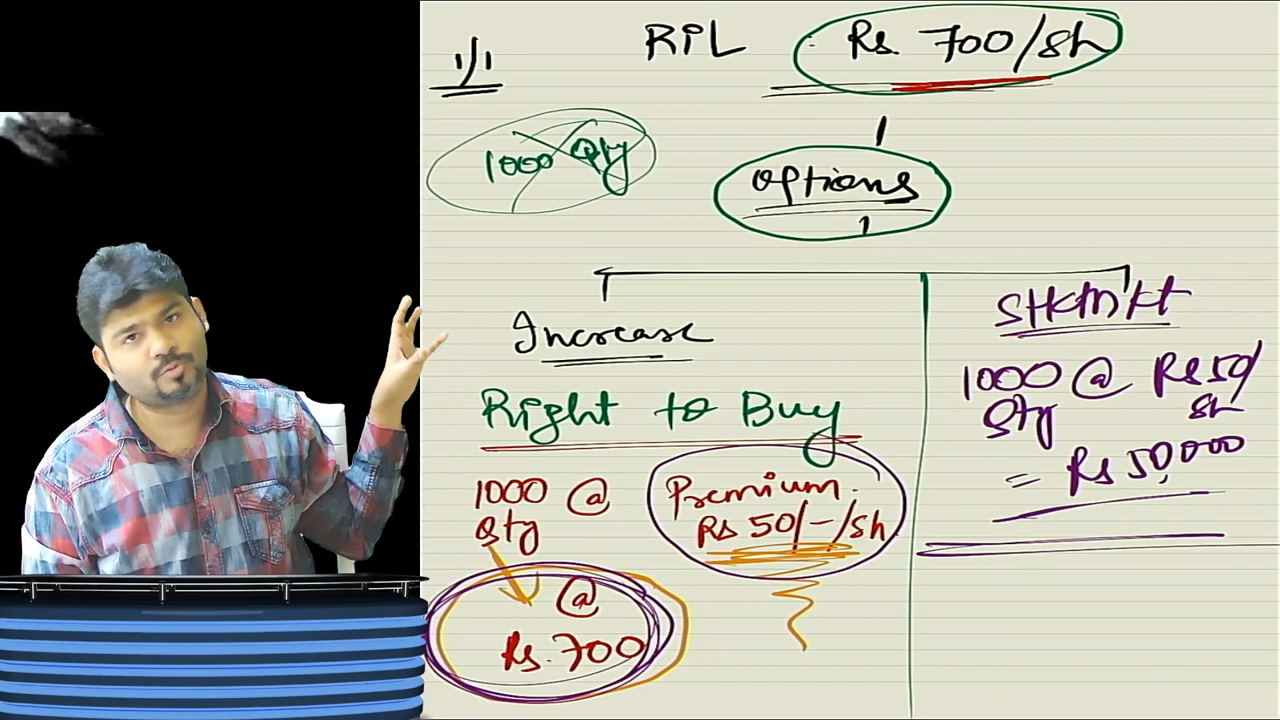 1/1
RIL Rs. 700/sh
1000 Qty
Options
Increase
Right to Buy
1000 @
Qty
Premium.
Rs 50/-/sh
@
Rs. 700
StkMkt
1000 @ Rs 50/
Qty sh
= Rs 50,000